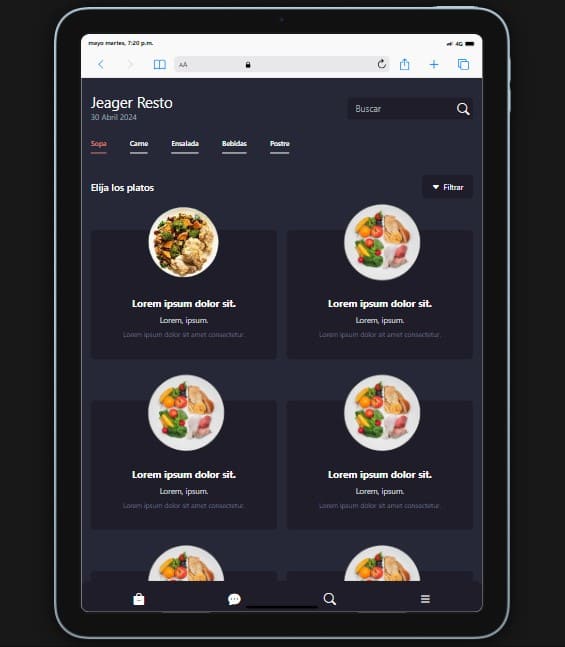 mayo martes, 7:20 p.m.
4G
AA
Jeager Resto
30 Abril 2024
Buscar
Sopa Carne Ensalada Bebidas Postre
Elija los platos
Filtrar
Lorem ipsum dolor sit. Lorem ipsum dolor sit.
Lorem, ipsum. Lorem, ipsum.
Lorem ipsum dolor sit amet consectetur. Lorem ipsum dolor sit amet consectetur.
Lorem ipsum dolor sit. Lorem ipsum dolor sit.
Lorem, ipsum. Lorem, ipsum.
Lorem ipsum dolor sit amet consectetur. Lorem ipsum dolor sit amet consectetur.